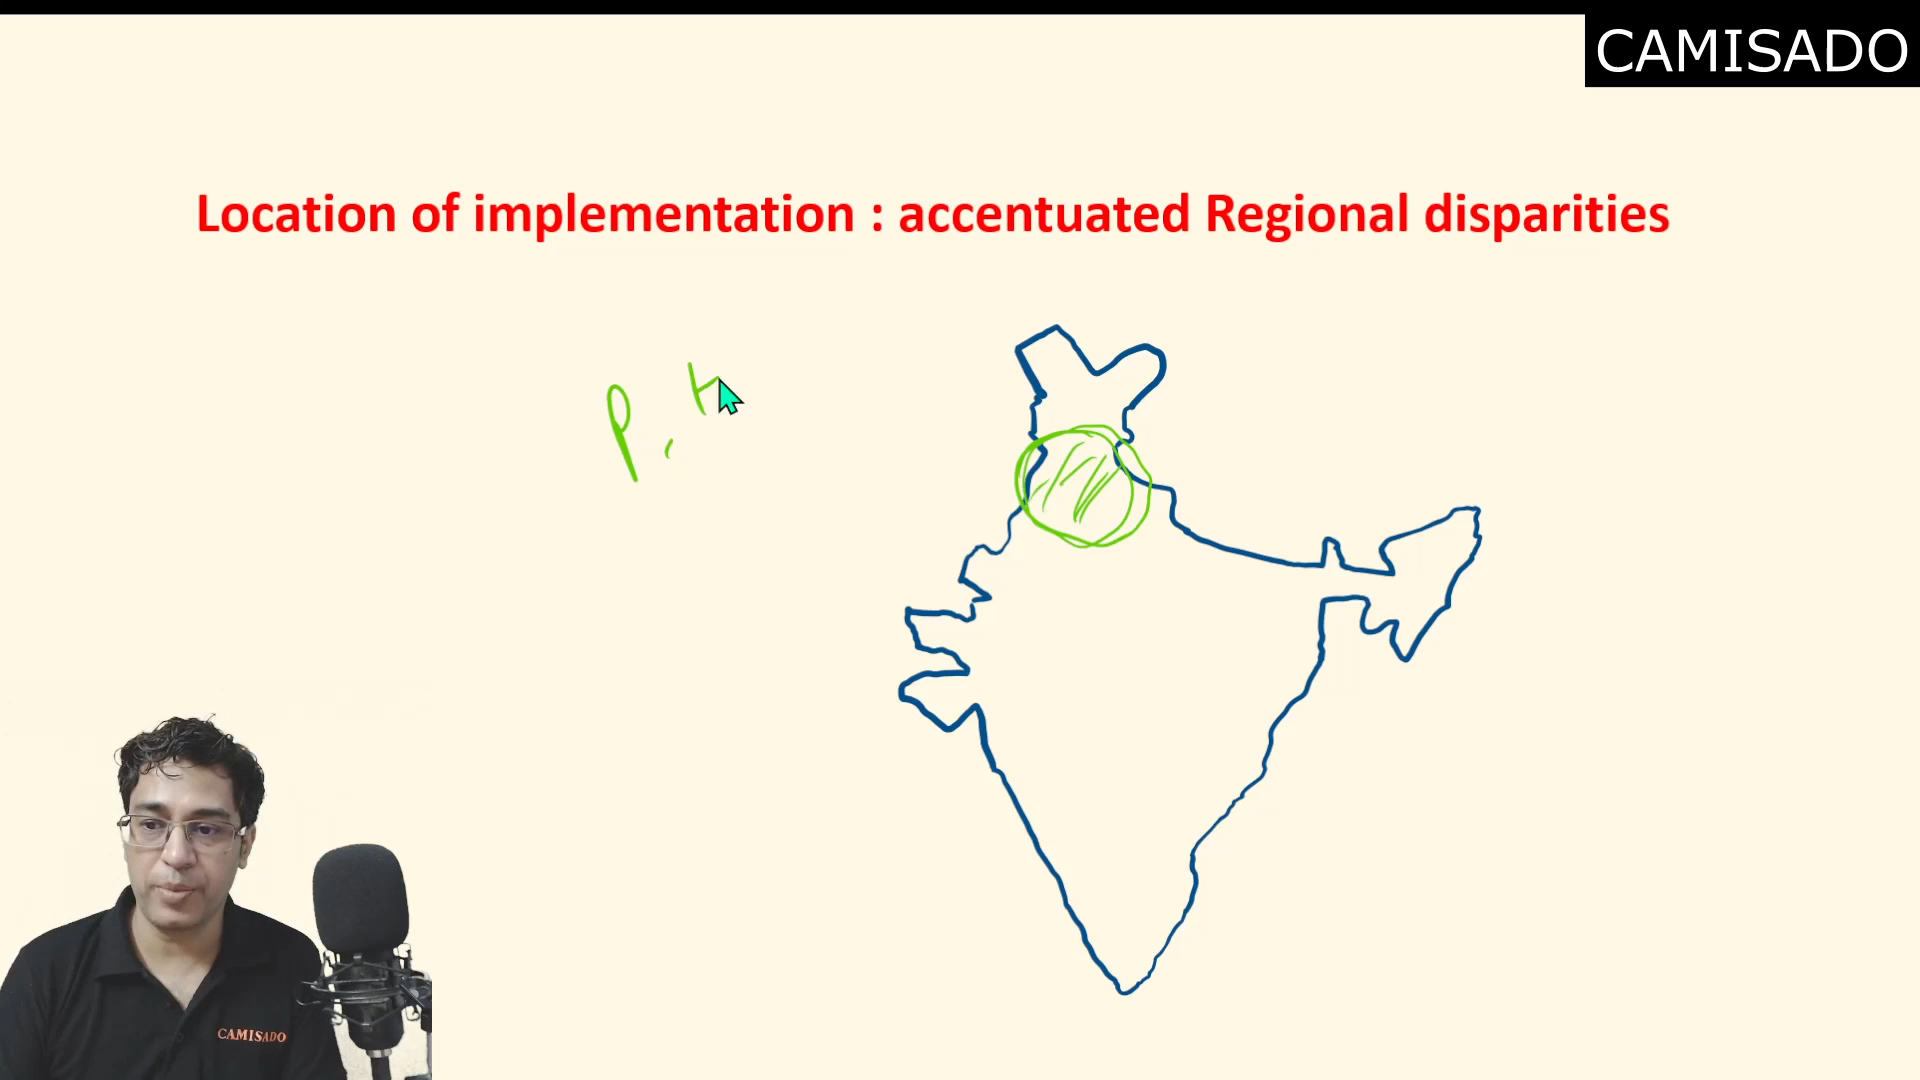 CAMISADO
Location of implementation : accentuated Regional disparities
P,
CAMISADO